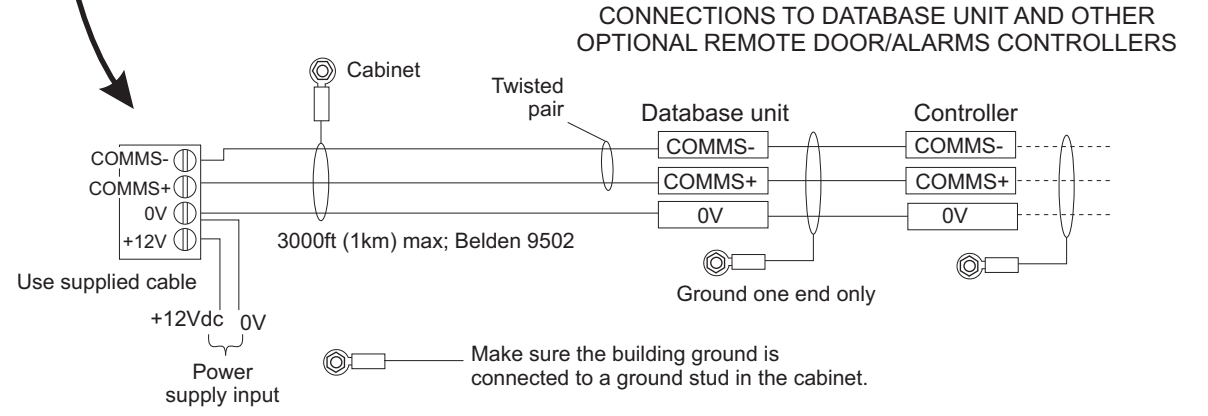 CONNECTIONS TO DATABASE UNIT AND OTHER
OPTIONAL REMOTE DOOR/ALARMS CONTROLLERS
Cabinet
Twisted
pair
Database unit
Controller
COMMS-
COMMS+
0V
+12V
COMMS-
COMMS+
0V
COMMS-
COMMS+
0V
3000ft (1km) max; Belden 9502
Use supplied cable
Ground one end only
+12Vdc 0V
Power
supply input
Make sure the building ground is
connected to a ground stud in the cabinet.